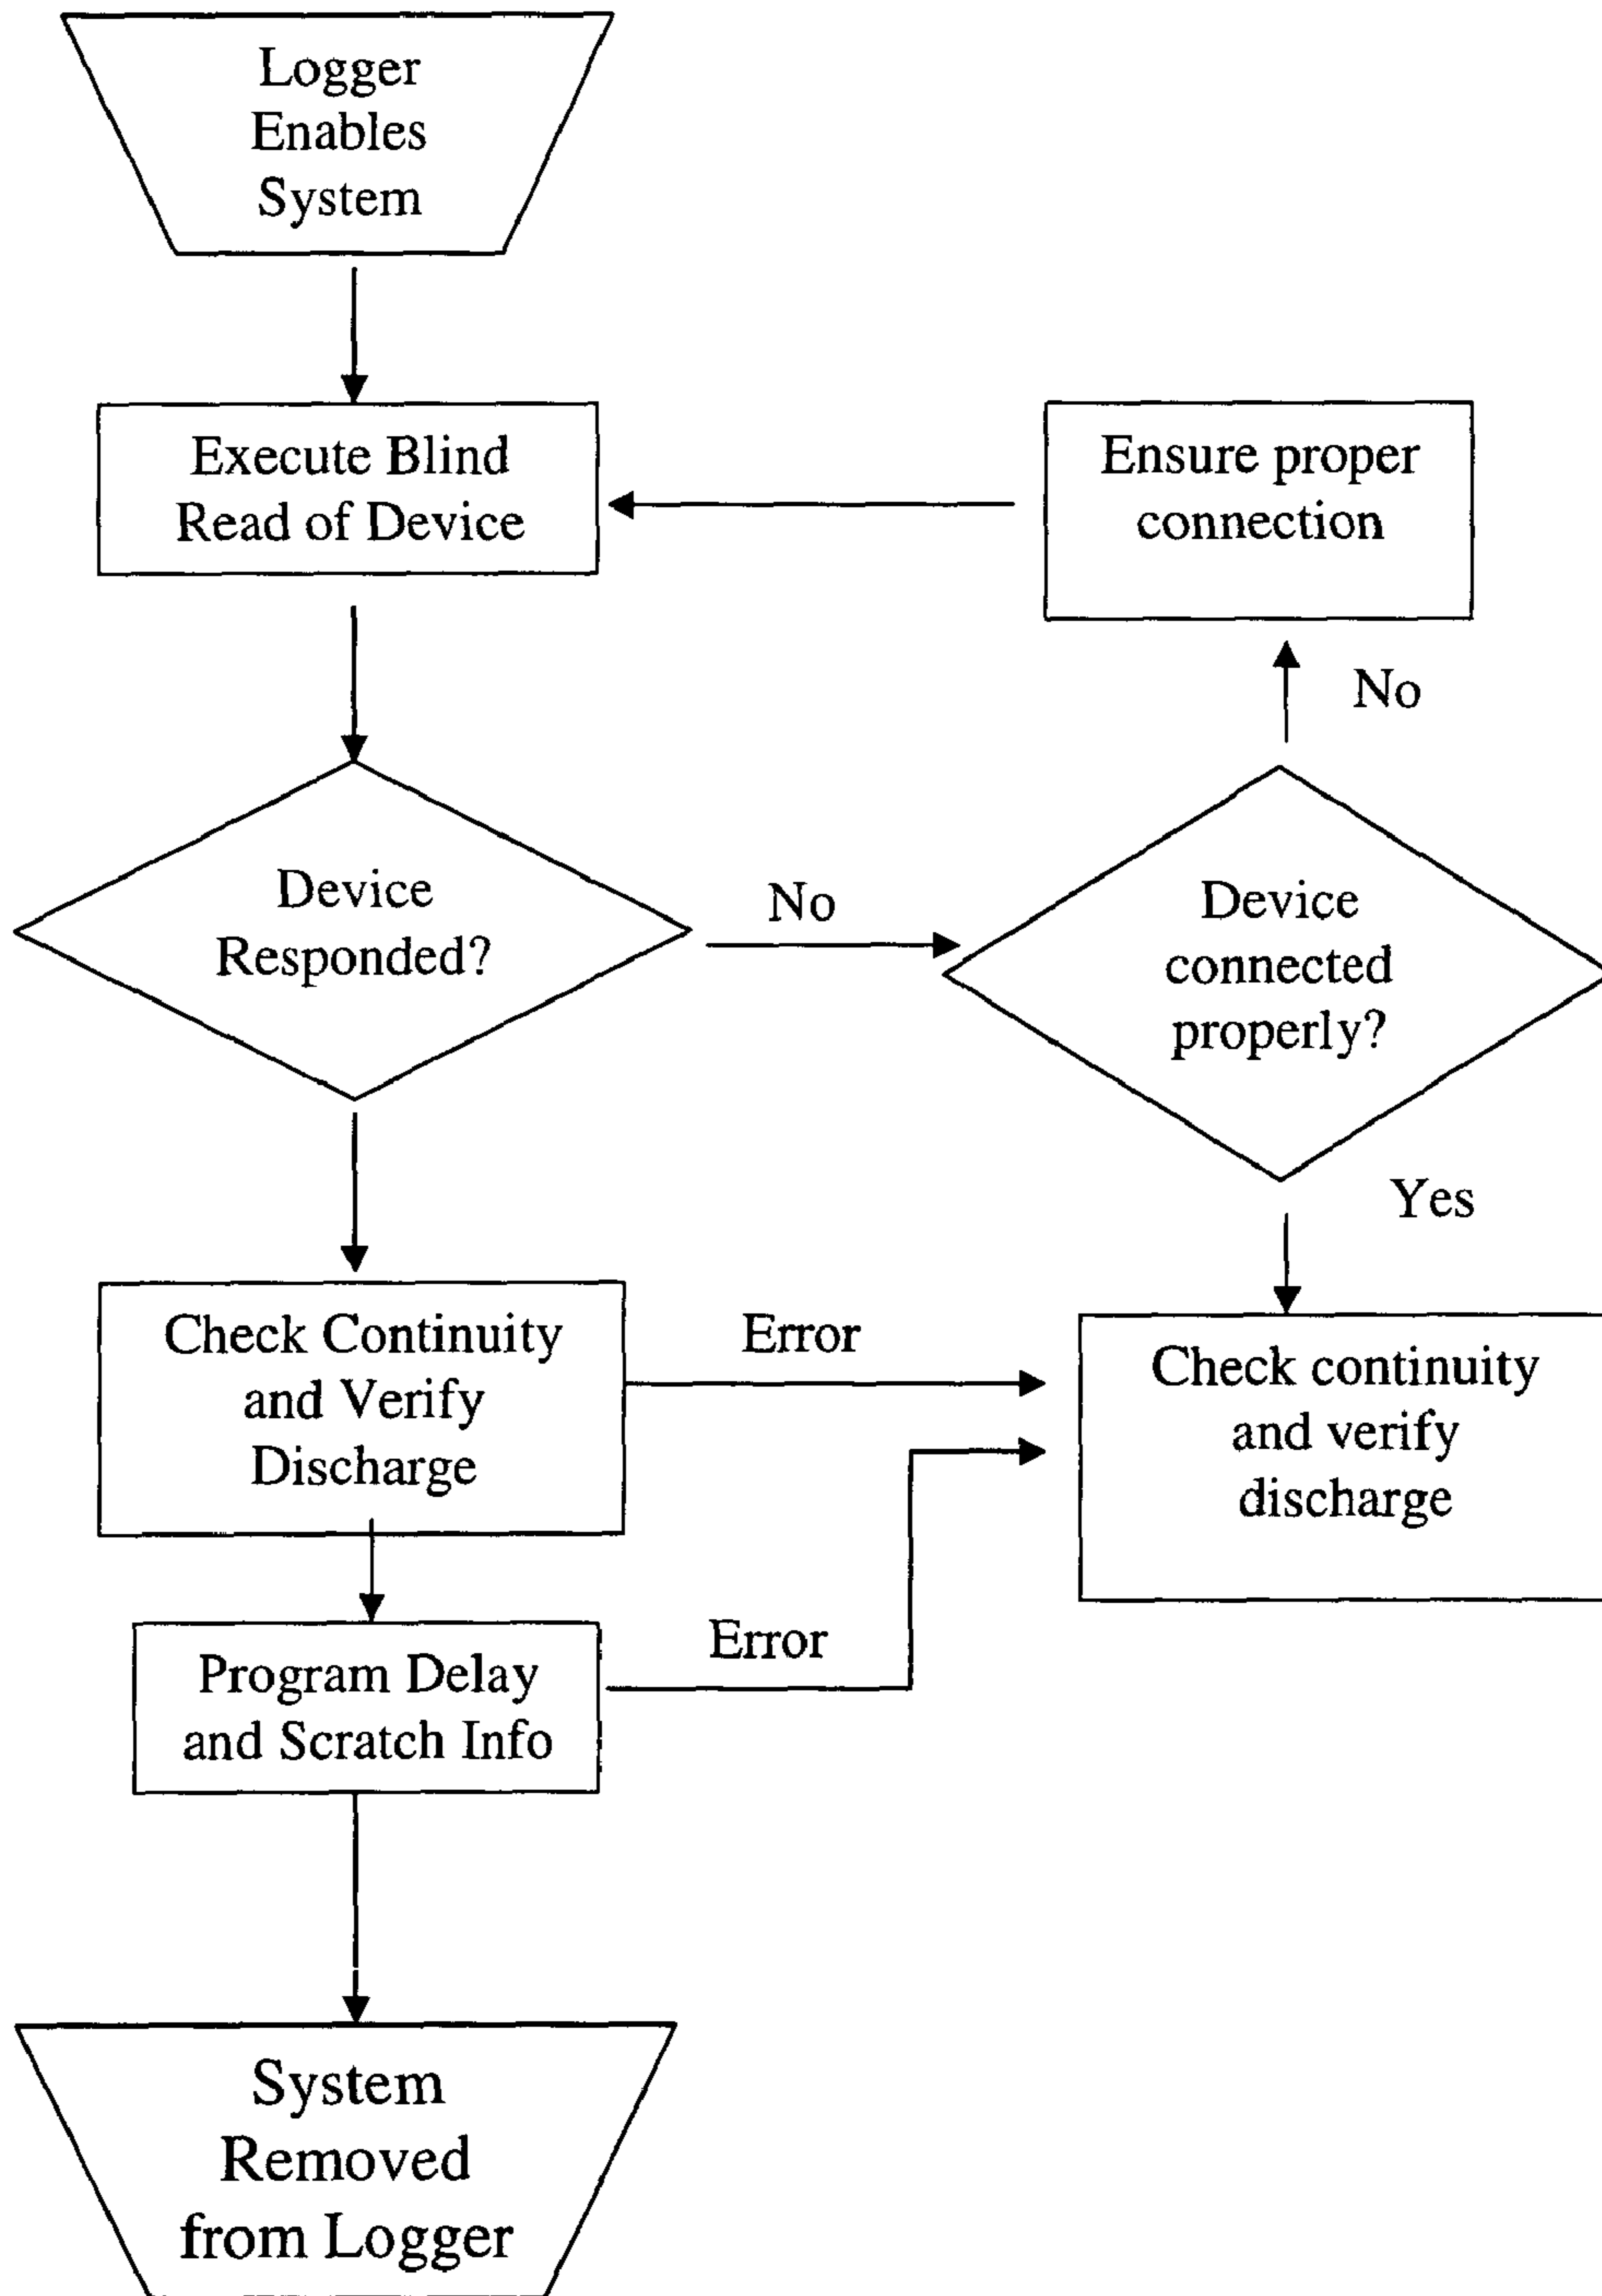 Logger
Enables
System
Execute Blind
Read of Device
Ensure proper
connection
No
Device
Responded?
No
Device
connected
properly?
Yes
Check Continuity
and Verify
Discharge
Error
Check continuity
and verify
discharge
Program Delay
and Scratch Info
Error
System
Removed
from Logger